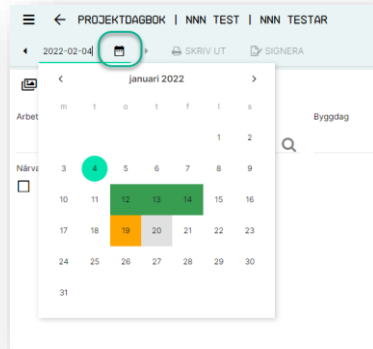 PROJEKTDAGBOK | NNN TEST | NNN TESTAR
2022-02-04 SKRIV UT SIGNERA
januari 2022
Arbet Byggdag
m t o t f l s
1 2
Närva 3 4 5 6 7 8 9
10 11 12 13 14 15 16
17 18 19 20 21 22 23
24 25 26 27 28 29 30
31